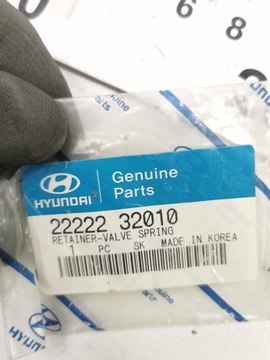 HYUNDAI
Genuine
Parts
22222 32010
RETAINER-VALVE SPRING
1 PC SK MADE IN KOREA